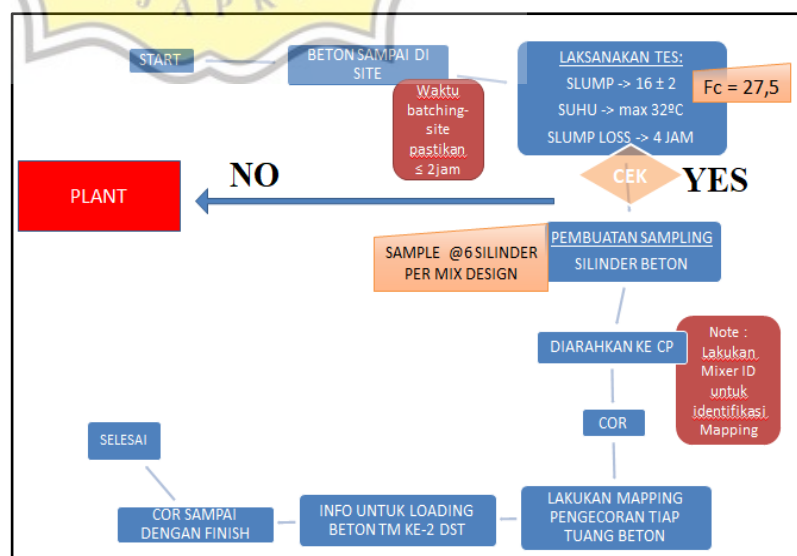 J A P R
START
BETON SAMPAI DI
SITE
Waktu
batching-
site
pastikan
≤ 2jam
LAKSANAKAN TES:
SLUMP -> 16 ± 2
SUHU -> max 32ºC
SLUMP LOSS -> 4 JAM
Fc = 27,5
CEK
YES
NO
PLANT
PEMBUATAN SAMPLING
SILINDER BETON
SAMPLE @6 SILINDER
PER MIX DESIGN
DIARAHKAN KE CP
Note :
Lakukan
Mixer ID
untuk
identifikasi
Mapping
COR
LAKUKAN MAPPING
PENGECORAN TIAP
TUANG BETON
INFO UNTUK LOADING
BETON TM KE-2 DST
COR SAMPAI
DENGAN FINISH
SELESAI